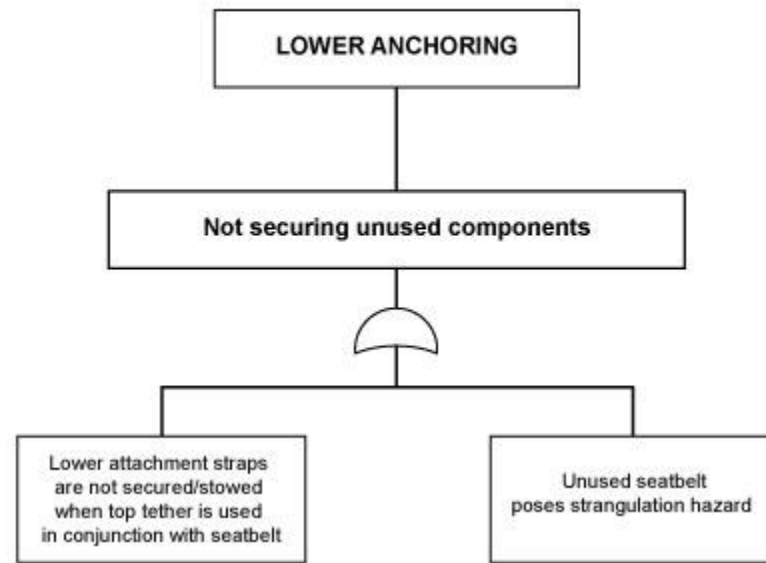 LOWER ANCHORING
Not securing unused components
Lower attachment straps
are not secured/stowed
when top tether is used
in conjunction with seatbelt
Unused seatbelt
poses strangulation hazard